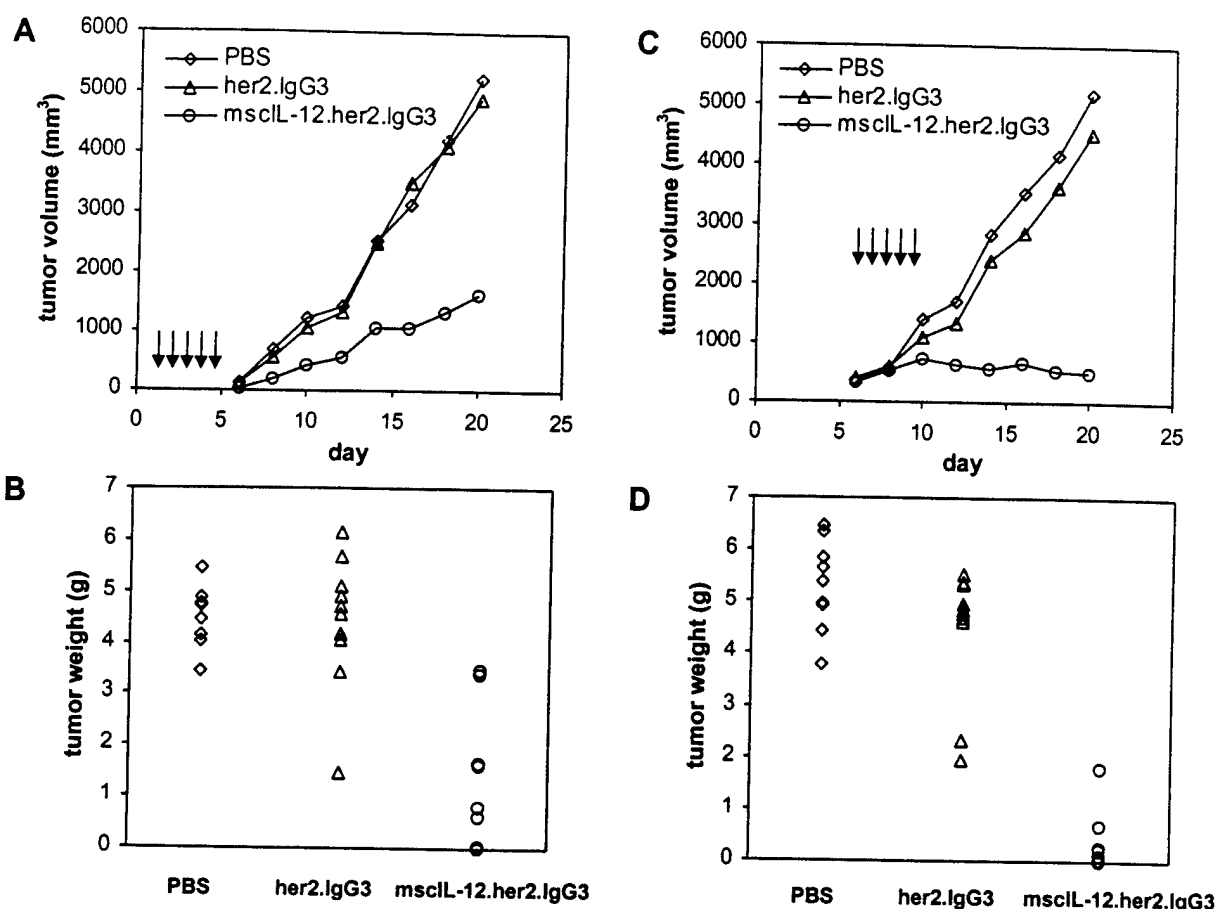 A
tumor volume (mm³)
6000
5000
4000
3000
2000
1000
0
PBS
her2.IgG3
mscIL-12.her2.IgG3
0 5 10 15 20 25
day
C
tumor volume (mm³)
6000
5000
4000
3000
2000
1000
0
PBS
her2.IgG3
mscIL-12.her2.IgG3
0 5 10 15 20 25
day
B
tumor weight (g)
7
6
5
4
3
2
1
0
PBS her2.IgG3 mscIL-12.her2.IgG3
D
tumor weight (g)
7
6
5
4
3
2
1
0
PBS her2.IgG3 mscIL-12.her2.IgG3